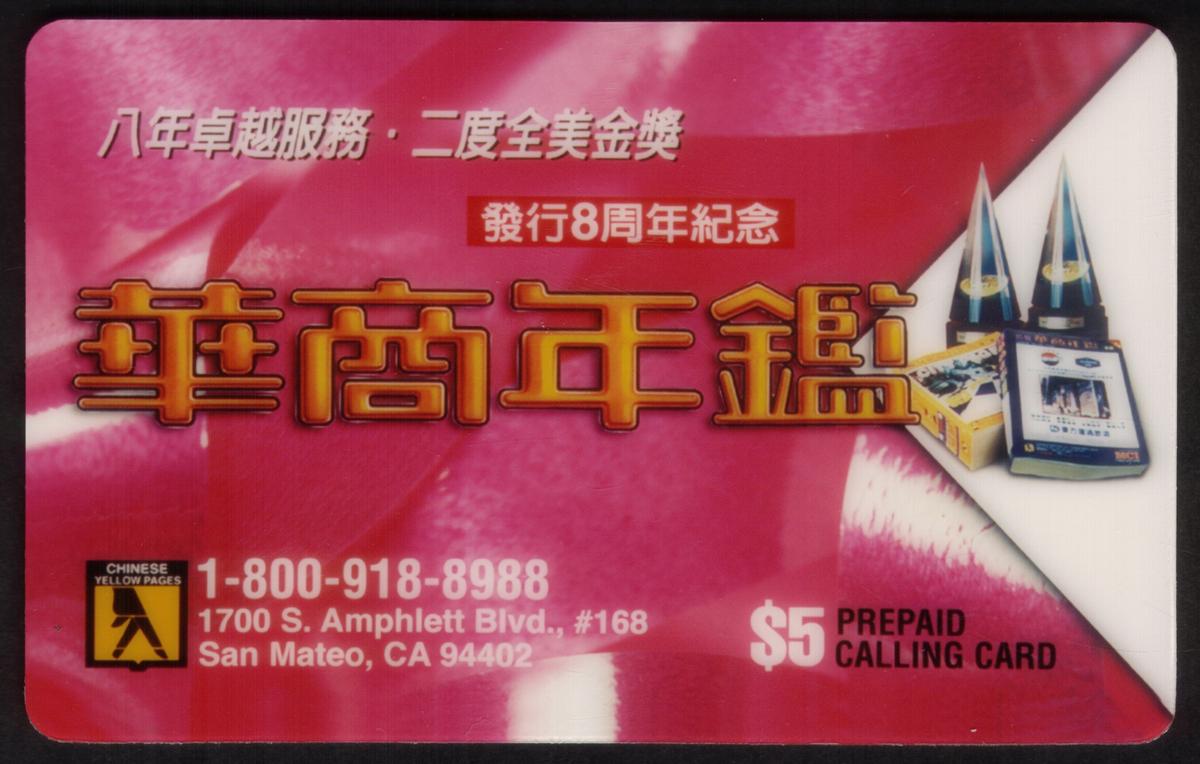 八年卓越服務·二度全美金獎
發行8周年紀念
華商年鑑
CHINESE
YELLOW PAGES
1-800-918-8988
1700 S. Amphlett Blvd., #168
San Mateo, CA 94402
$5 PREPAID
CALLING CARD
MCI